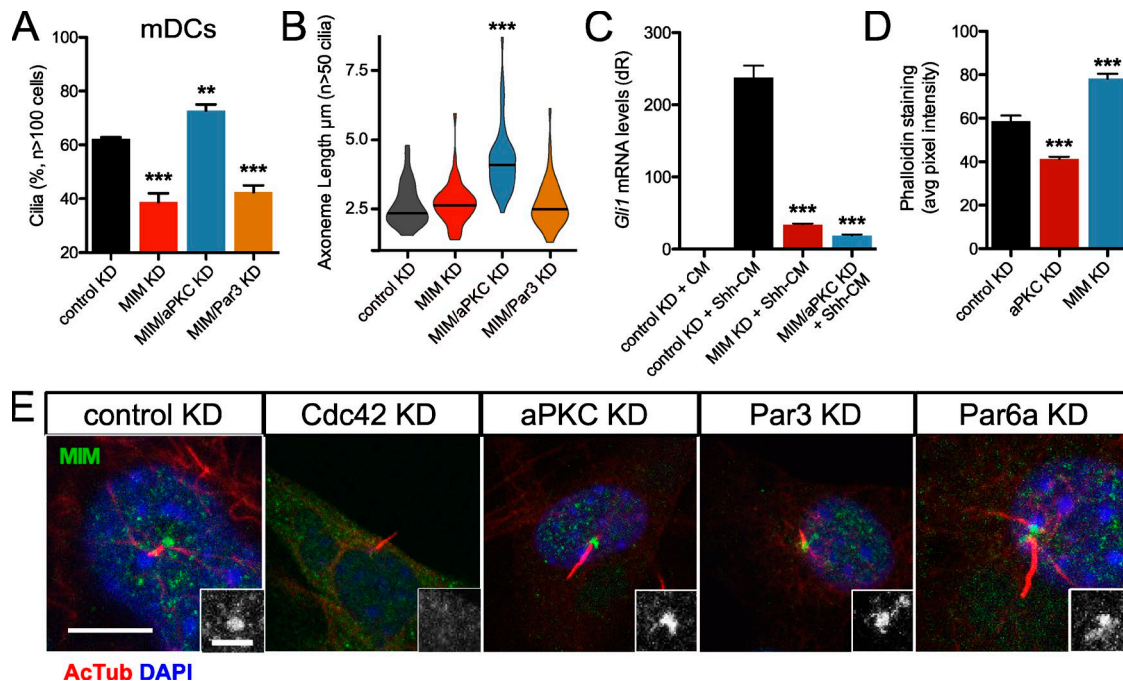 A
mDCs
Cilia (%, n>100 cells)
100
80
60
40
20
**
***
***
control KD
MIM KD
MIM/aPKC KD
MIM/Par3 KD
B
Axoneme Length µm (n>50 cilia)
7.5
5.0
2.5
***
control KD
MIM KD
MIM/aPKC KD
MIM/Par3 KD
C
Gli1 mRNA levels (dR)
300
200
100
0
***
***
control KD + CM
control KD + Shh-CM
MIM KD + Shh-CM
MIM/aPKC KD
+ Shh-CM
D
Phalloidin staining
(avg pixel intensity)
100
80
60
40
20
0
***
***
control KD
aPKC KD
MIM KD
E
control KD
Cdc42 KD
aPKC KD
Par3 KD
Par6a KD
MIM
AcTub DAPI